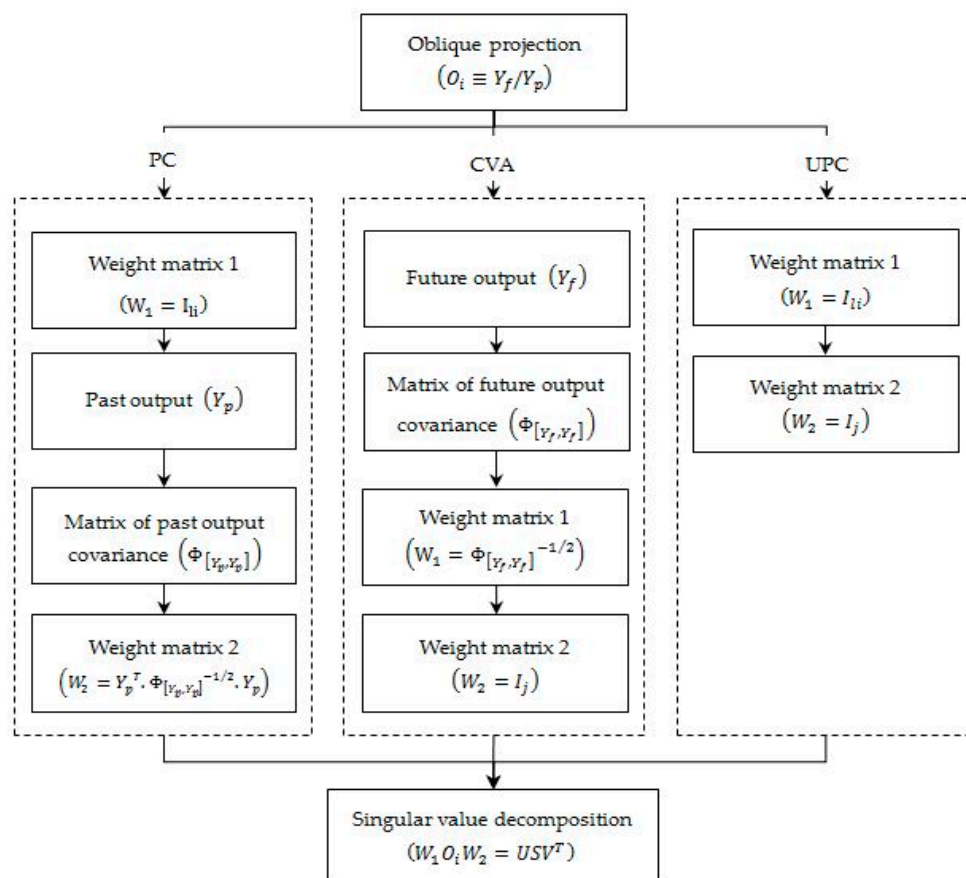 Oblique projection
(O_i ≡ Y_f/Y_p)
PC
CVA
UPC
Weight matrix 1
(W_1 = I_li)
Past output (Y_p)
Matrix of past output
covariance (Φ_[Y_p,Y_p])
Weight matrix 2
(W_2 = Y_p^T. Φ_[Y_p,Y_p]^{-1/2}. Y_p)
Future output (Y_f)
Matrix of future output
covariance (Φ_[Y_f,Y_f])
Weight matrix 1
(W_1 = Φ_[Y_f,Y_f]^{-1/2})
Weight matrix 2
(W_2 = I_j)
Weight matrix 1
(W_1 = I_li)
Weight matrix 2
(W_2 = I_j)
Singular value decomposition
(W_1 O_i W_2 = USV^T)